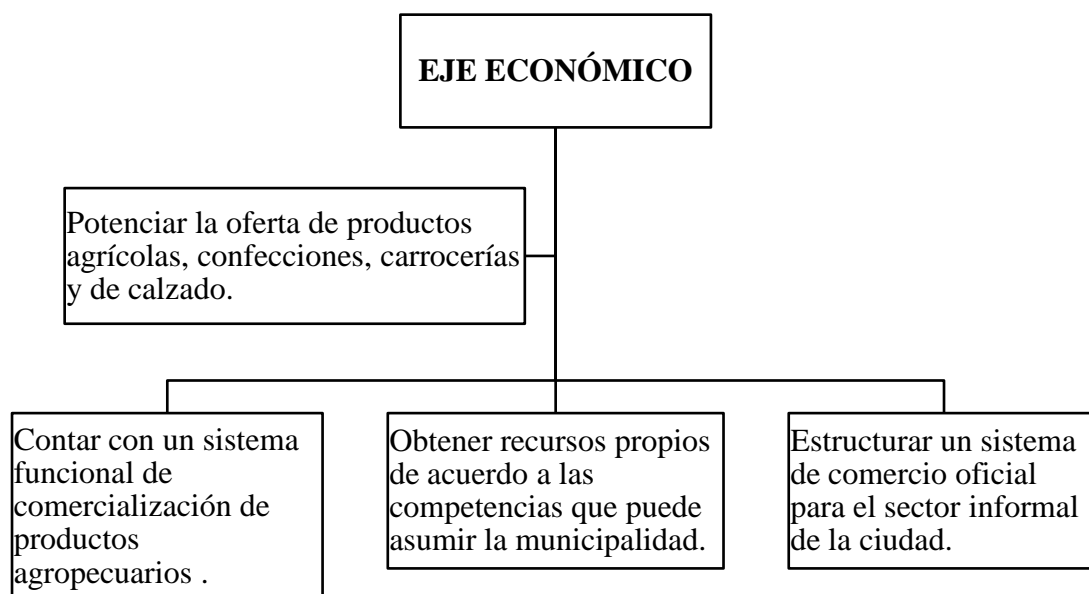 EJE ECONÓMICO
Potenciar la oferta de productos
agrícolas, confecciones, carrocerías
y de calzado.
Contar con un sistema
funcional de
comercialización de
productos
agropecuarios .
Obtener recursos propios
de acuerdo a las
competencias que puede
asumir la municipalidad.
Estructurar un sistema
de comercio oficial
para el sector informal
de la ciudad.